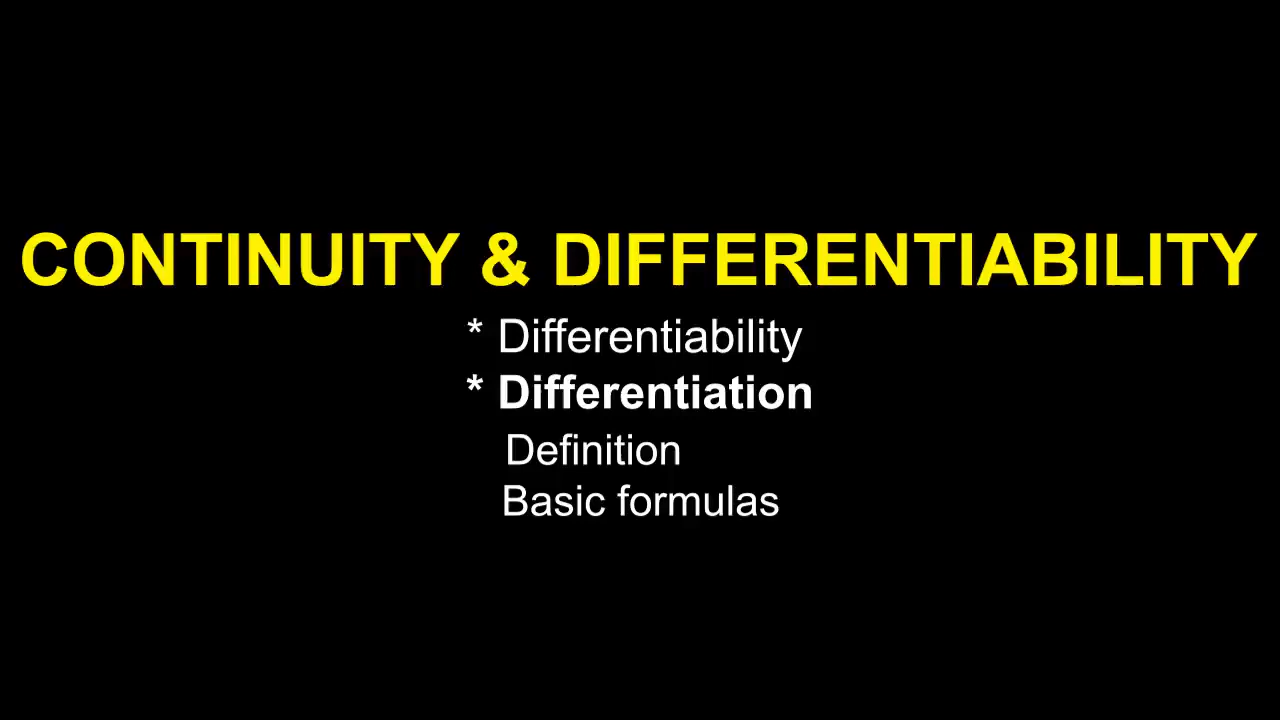 CONTINUITY & DIFFERENTIABILITY
* Differentiability
* Differentiation
Definition
Basic formulas